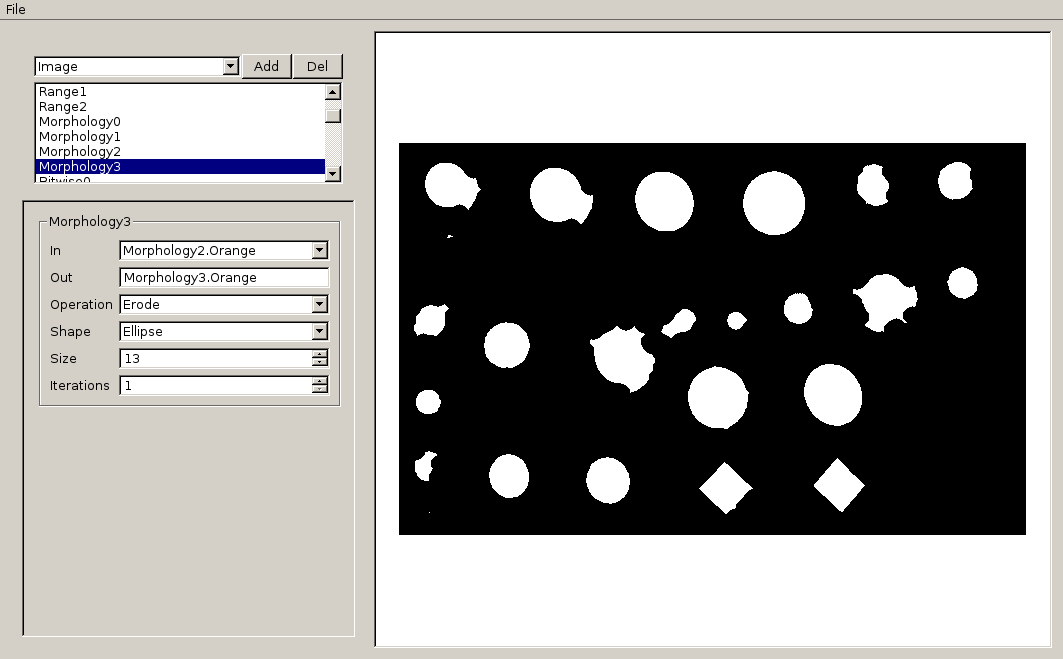 File
Image Add Del
Range1
Range2
Morphology0
Morphology1
Morphology2
Morphology3
Bitwise0
Morphology3
In Morphology2.Orange
Out Morphology3.Orange
Operation Erode
Shape Ellipse
Size 13
Iterations 1